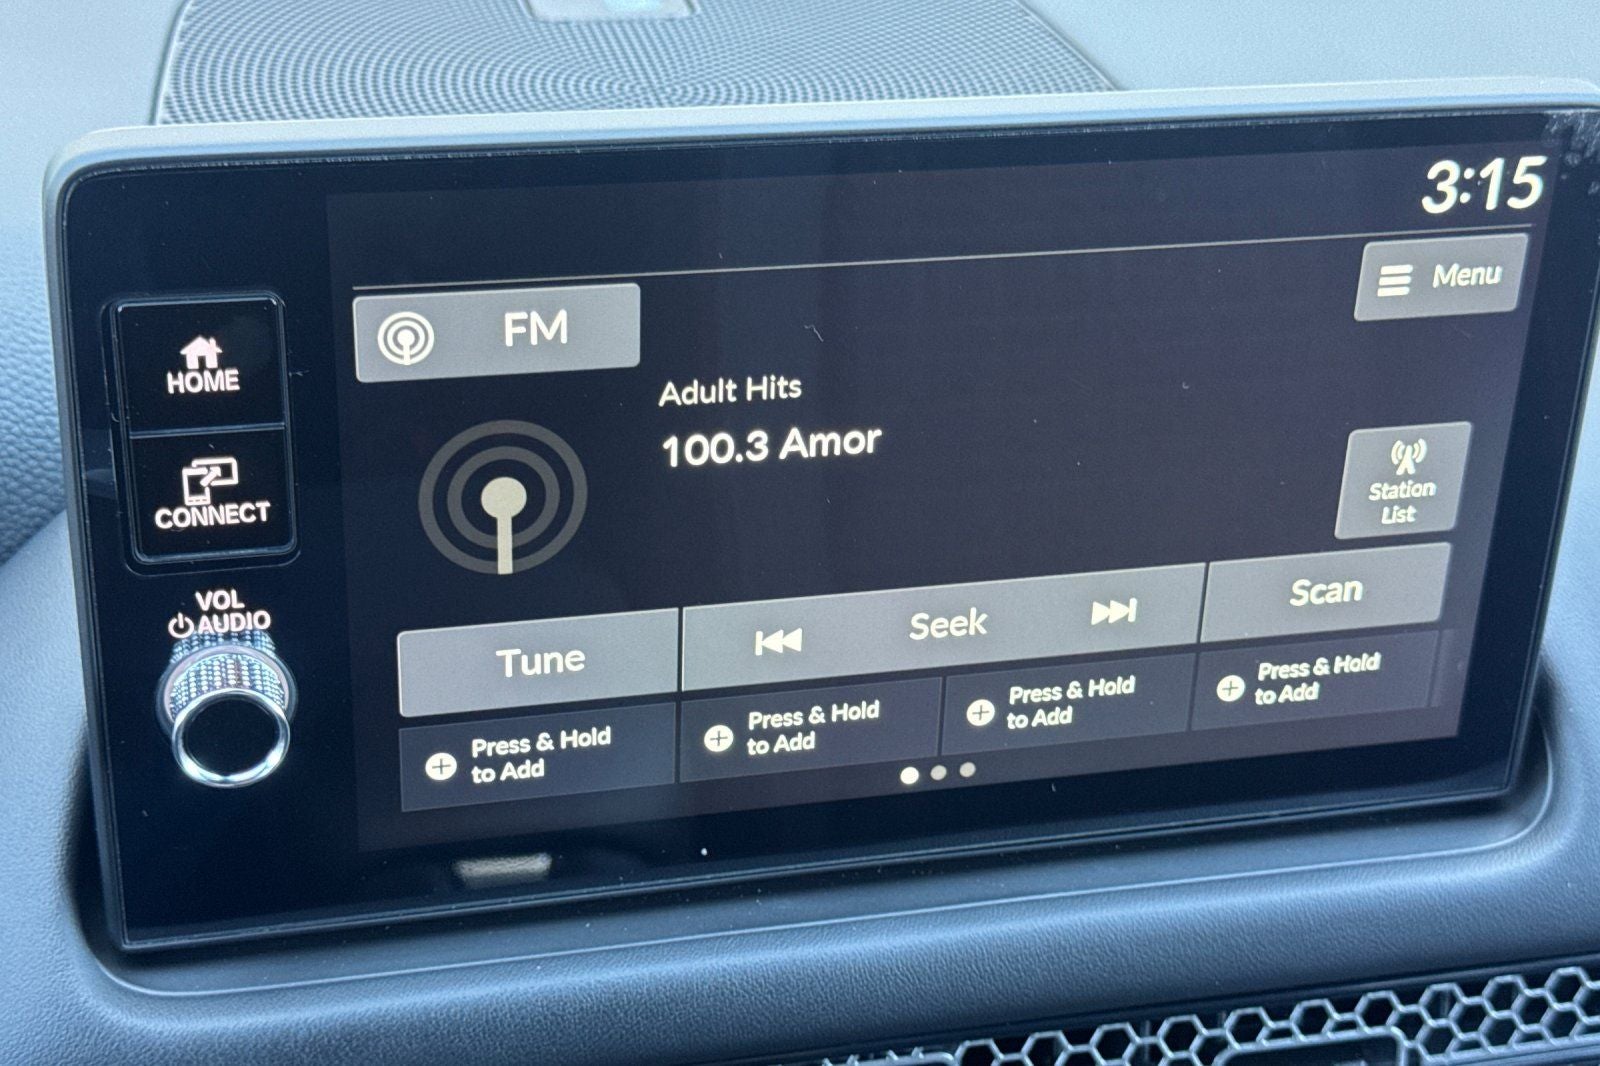 3:15
Menu
FM
HOME
Adult Hits
100.3 Amor
CONNECT
Station
List
VOL
AUDIO
Tune
Seek
Scan
Press & Hold
to Add
Press & Hold
to Add
Press & Hold
to Add
Press & Hold
to Add